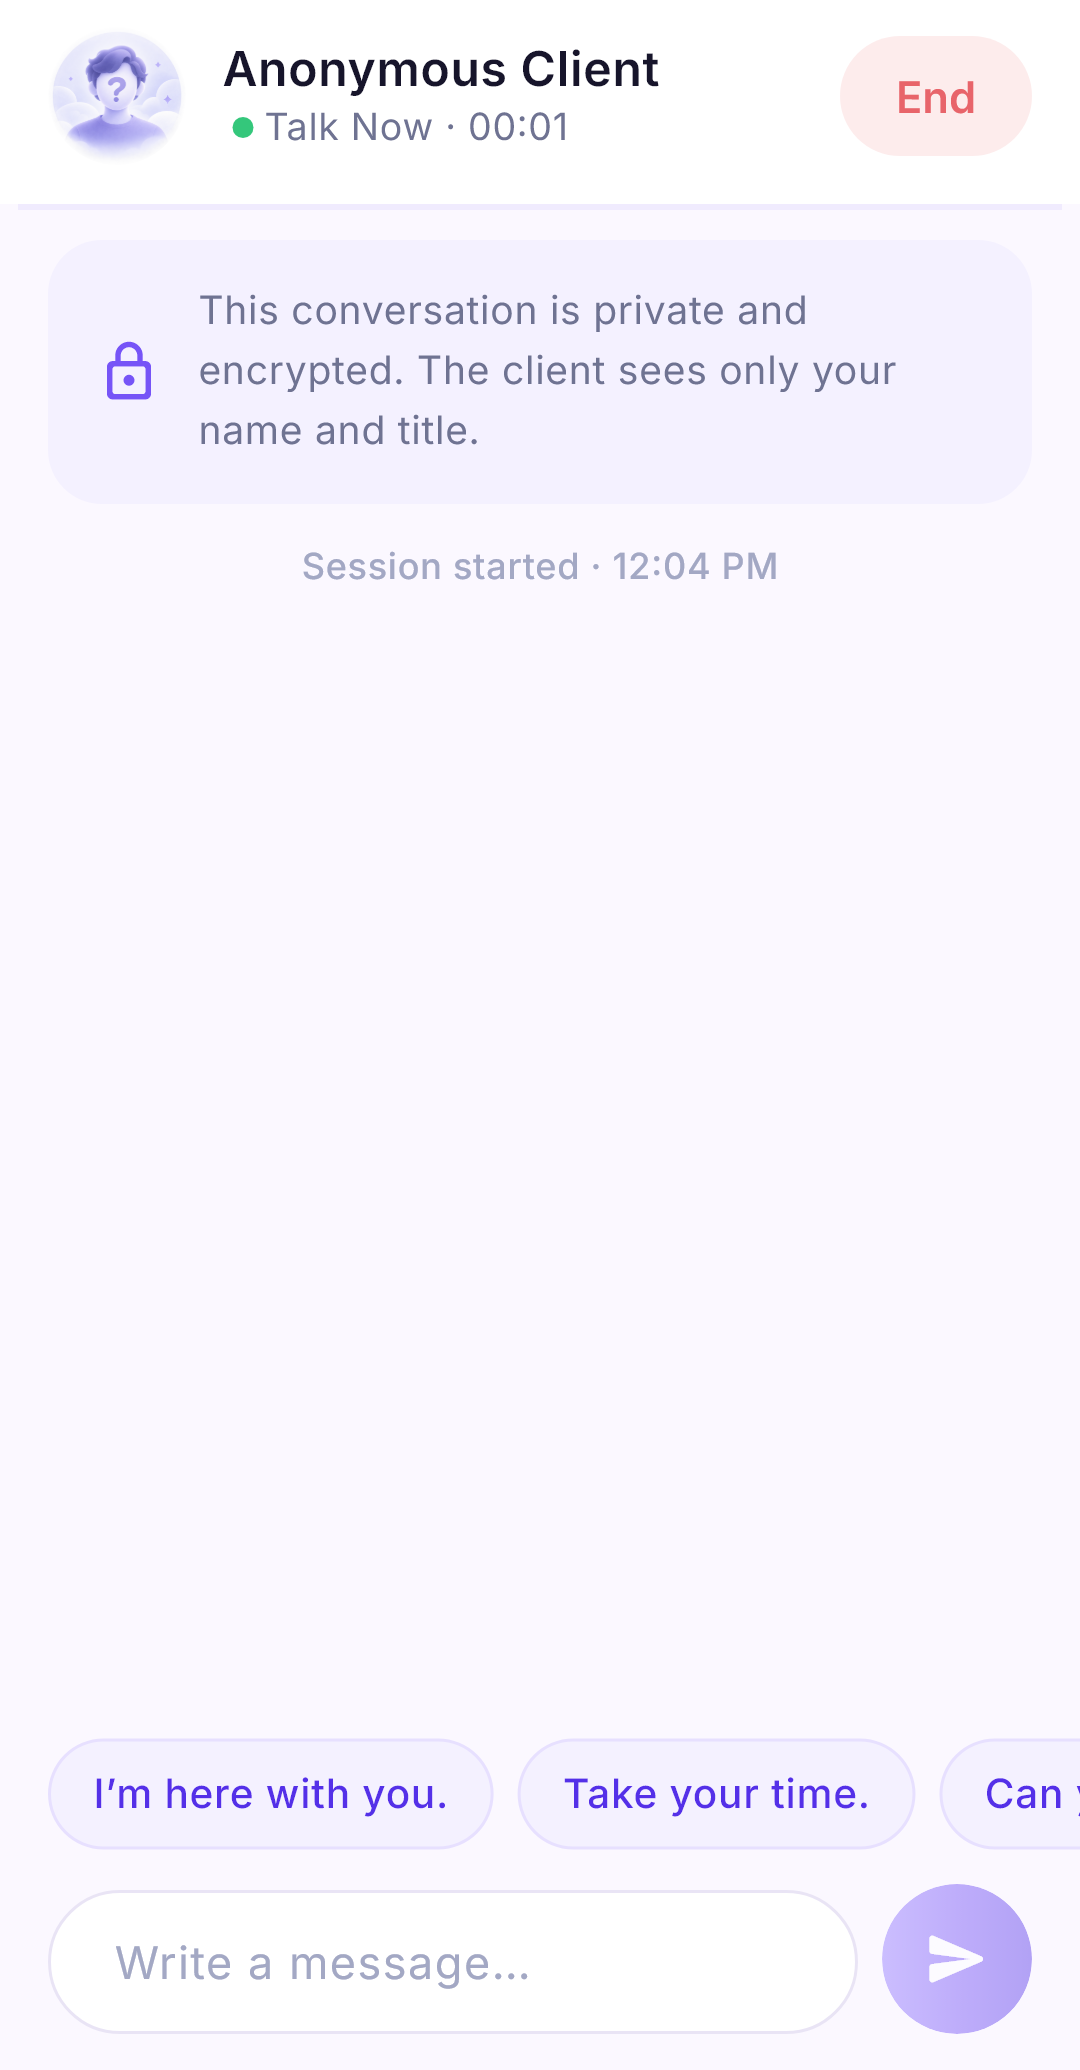 Anonymous Client
Talk Now · 00:01
End
?
This conversation is private and
encrypted. The client sees only your
name and title.
Session started · 12:04 PM
I’m here with you.
Take your time.
Can
Write a message...